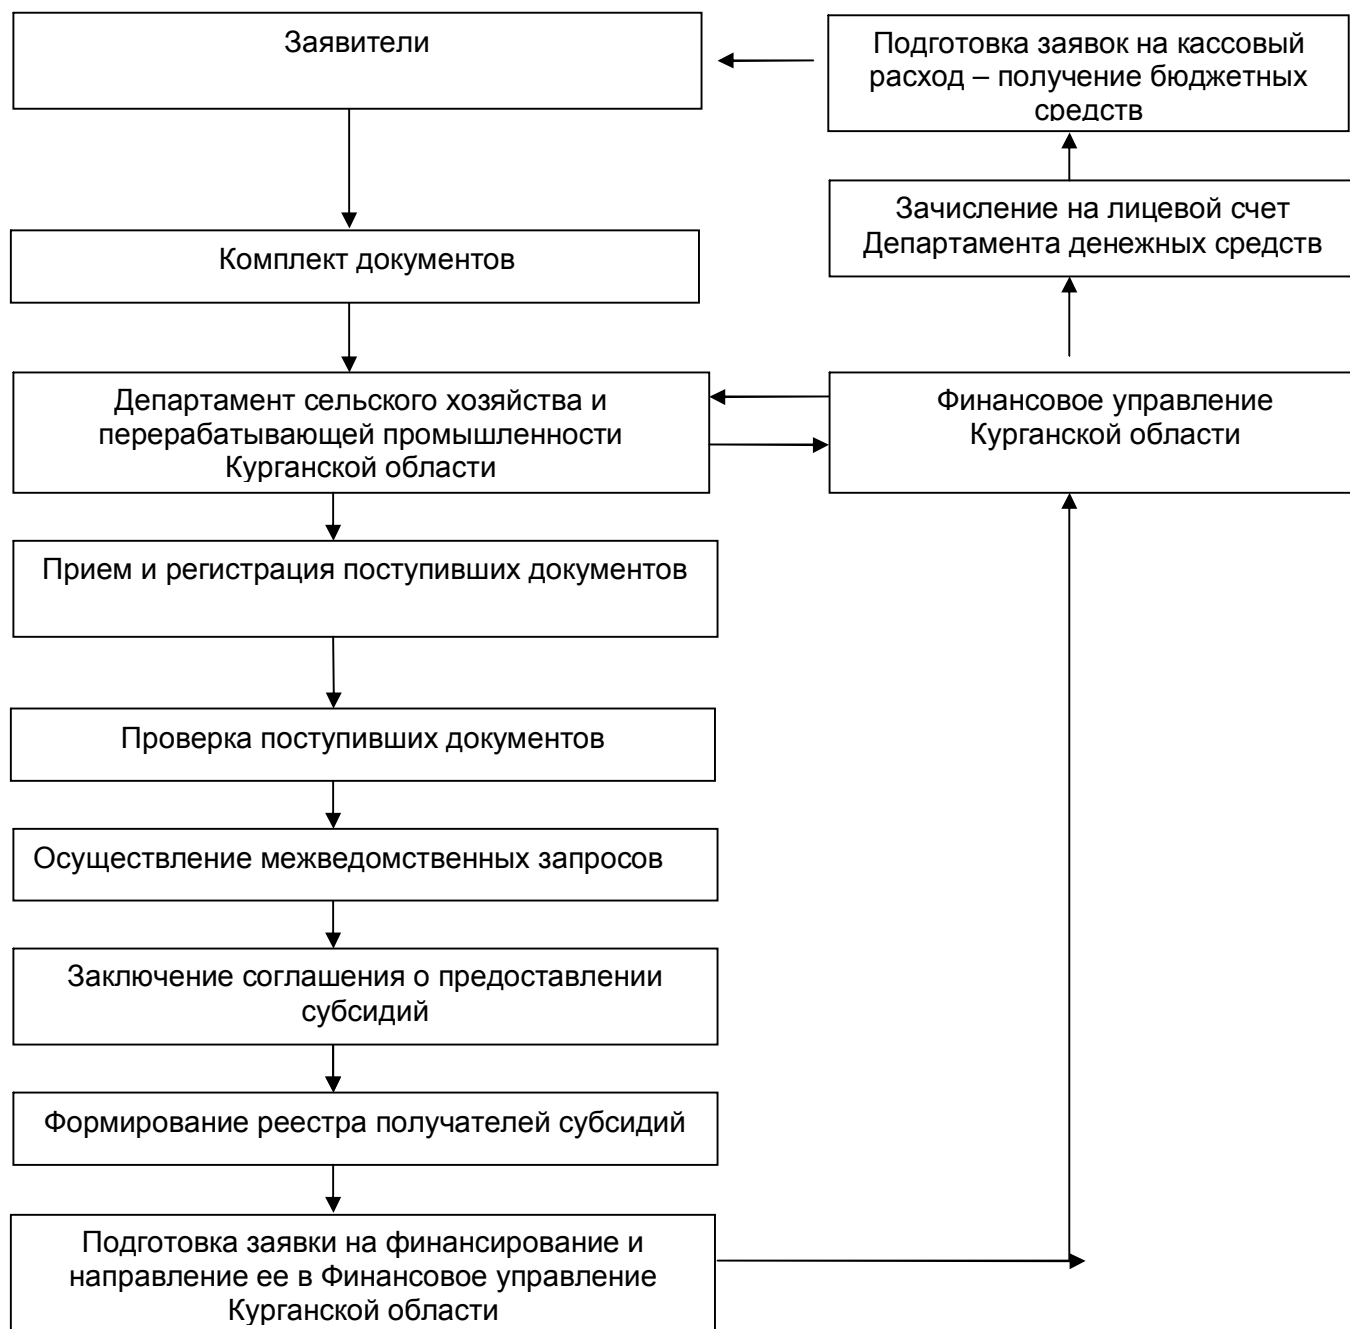 Заявители
Подготовка заявок на кассовый
расход – получение бюджетных
средств
Зачисление на лицевой счет
Департамента денежных средств
Комплект документов
Департамент сельского хозяйства и
перерабатывающей промышленности
Курганской области
Финансовое управление
Курганской области
Прием и регистрация поступивших документов
Проверка поступивших документов
Осуществление межведомственных запросов
Заключение соглашения о предоставлении
субсидий
Формирование реестра получателей субсидий
Подготовка заявки на финансирование и
направление ее в Финансовое управление
Курганской области